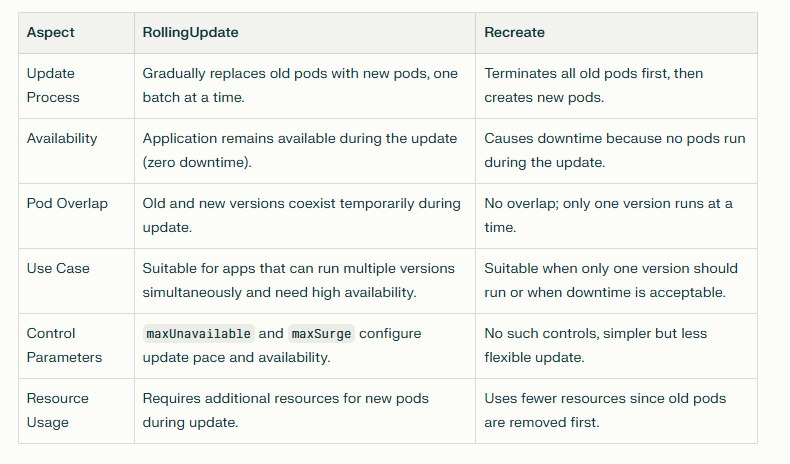 Aspect RollingUpdate Recreate
Update Gradually replaces old pods with new pods, one Terminates all old pods first, then
Process batch at a time. creates new pods.
Availability Application remains available during the update Causes downtime because no pods run
(zero downtime). during the update.
Pod Overlap Old and new versions coexist temporarily during No overlap; only one version runs at a
update. time.
Use Case Suitable for apps that can run multiple versions Suitable when only one version should
simultaneously and need high availability. run or when downtime is acceptable.
Control maxUnavailable and maxSurge configure No such controls, simpler but less
Parameters update pace and availability. flexible update.
Resource Requires additional resources for new pods Uses fewer resources since old pods
Usage during update. are removed first.